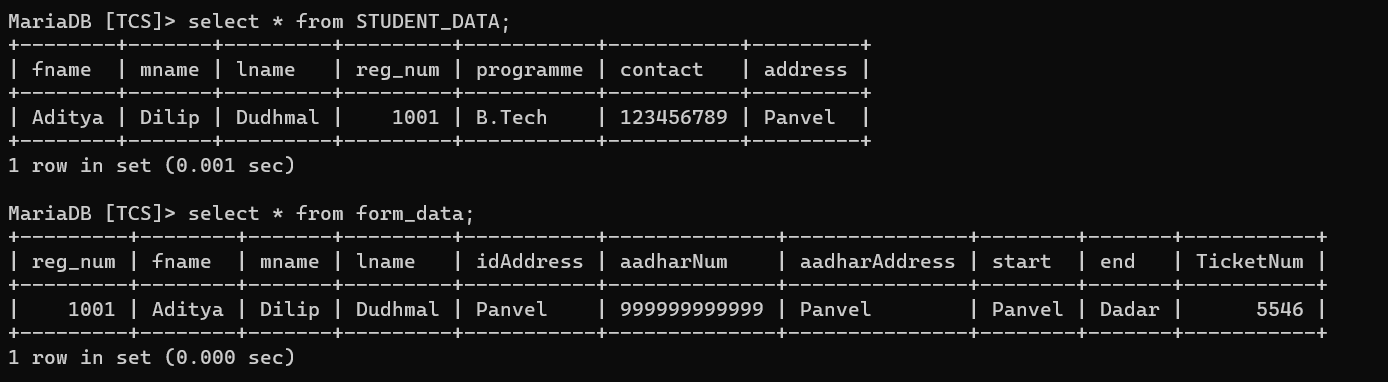 MariaDB [TCS]> select * from STUDENT_DATA;
+--------+-------+---------+---------+-----------+-----------+---------+
| fname  | mname | lname   | reg_num | programme | contact   | address |
+--------+-------+---------+---------+-----------+-----------+---------+
| Aditya | Dilip | Dudhmal |    1001 | B.Tech    | 123456789 | Panvel  |
+--------+-------+---------+---------+-----------+-----------+---------+
1 row in set (0.001 sec)
MariaDB [TCS]> select * from form_data;
+---------+--------+-------+---------+-----------+--------------+---------------+--------+-------+-----------+
| reg_num | fname  | mname | lname   | idAddress | aadharNum    | aadharAddress | start  | end   | TicketNum |
+---------+--------+-------+---------+-----------+--------------+---------------+--------+-------+-----------+
|    1001 | Aditya | Dilip | Dudhmal | Panvel    | 999999999999 | Panvel        | Panvel | Dadar |      5546 |
+---------+--------+-------+---------+-----------+--------------+---------------+--------+-------+-----------+
1 row in set (0.000 sec)